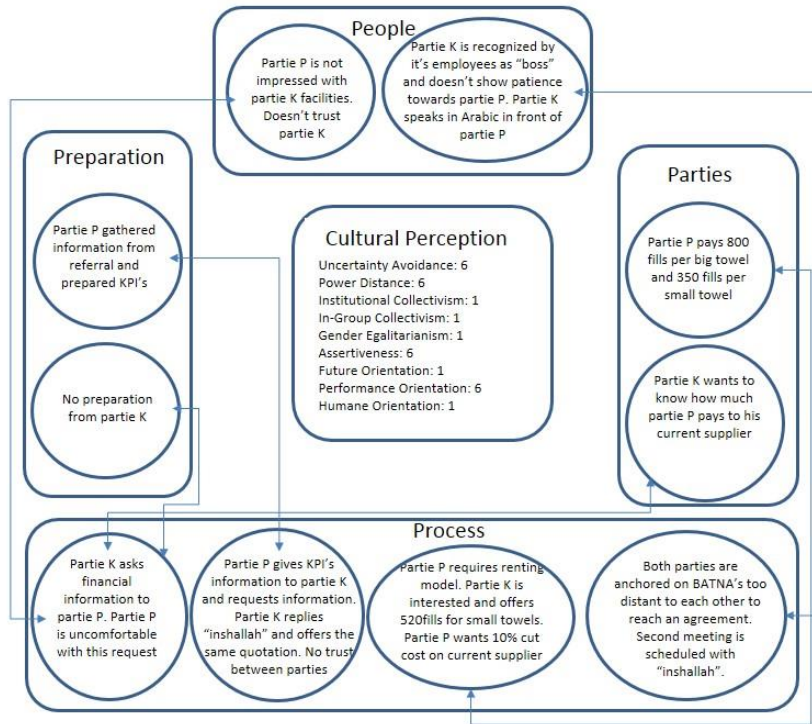 People
Partie P is not
impressed with
partie K facilities.
Doesn't trust
partie K
Partie K is recognized by
it's employees as "boss"
and doesn't show patience
towards partie P. Partie K
speaks in Arabic in front of
partie P
Preparation
Partie P gathered
information from
referral and
prepared KPI's
No preparation
from partie K
Cultural Perception
Uncertainty Avoidance: 6
Power Distance: 6
Institutional Collectivism: 1
In-Group Collectivism: 1
Gender Egalitarianism: 1
Assertiveness: 6
Future Orientation: 1
Performance Orientation: 6
Humane Orientation: 1
Parties
Partie P pays 800
fills per big towel
and 350 fills per
small towel
Partie K wants to
know how much
partie P pays to his
current supplier
Process
Partie K asks
financial
information to
partie P. Partie P
is uncomfortable
with this request
Partie P gives KPI's
information to partie K
and requests information.
Partie K replies
"inshallah" and offers the
same quotation. No trust
between parties
Partie P requires renting
model. Partie K is
interested and offers
520fills for small towels.
Partie P wants 10% cut
cost on current supplier
Both parties are
anchored on BATNA's too
distant to each other to
reach an agreement.
Second meeting is
scheduled with
"inshallah".